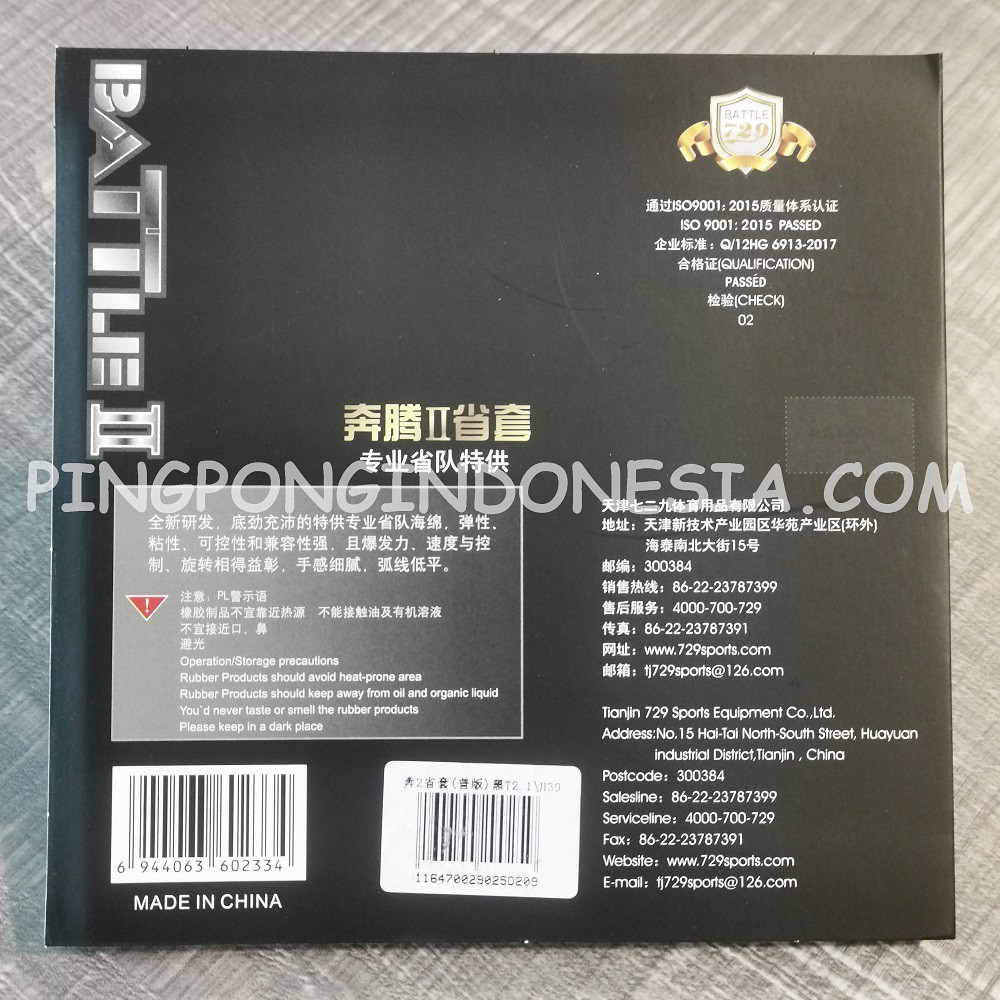 BATTLE II
BATTLE
729
通过ISO9001: 2015质量体系认证
ISO 9001: 2015 PASSED
企业标准：Q/12HG 6913-2017
合格证(QUALIFICATION)
PASSED
检验(CHECK)
02
奔腾II省套
专业省队特供
PINGPONGINDONESIA.COM
全新研发，底劲充沛的特供专业省队海绵，弹性、
粘性、可控性和兼容性强，且爆发力、速度与控
制、旋转相得益彰，手感细腻，弧线低平。
注意：PL警示语
橡胶制品不宜靠近热源 不能接触油及有机溶液
不宜接近口，鼻
避光
Operation/Storage precautions
Rubber Products should avoid heat-prone area
Rubber Products should keep away from oil and organic liquid
You'd never taste or smell the rubber products
Please keep in a dark place
天津七二九体育用品有限公司
地址：天津新技术产业园区华苑产业区(环外)
海泰南北大街15号
邮编：300384
销售热线：86-22-23787399
售后服务：4000-700-729
传真：86-22-23787391
网址：www.729sports.com
邮箱：tj729sports@126.com
Tianjin 729 Sports Equipment Co.,Ltd.
Address:No.15 Hai-Tai North-South Street, Huayuan
industrial District,Tianjin , China
Postcode：300384
Salesline：86-22-23787399
Serviceline：4000-700-729
Fax：86-22-23787391
Website：www.729sports.com
E-mail：tj729sports@126.com
6 944063 602334
MADE IN CHINA
奔2省套(普版)黑T2.1\H39
116470029025D209